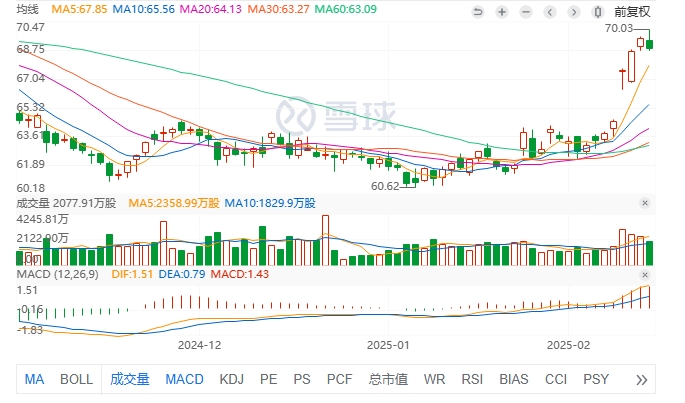 均线 MA5:67.85 MA10:65.56 MA20:64.13 MA30:63.27 MA60:63.09 前复权
70.47
70.03
68.75
67.04
65.32
雪球
63.61
61.89
60.62
60.18
成交量 2077.91万股 MA5:2358.99万股 MA10:1829.9万股
4245.81万
2122.90万
MACD (12,26,9) DIF:1.51 DEA:0.79 MACD:1.43
1.51
-0.16
-1.83
2024-12 2025-01 2025-02
MA BOLL 成交量 MACD KDJ PE PS PCF 总市值 WR RSI BIAS CCI PSY